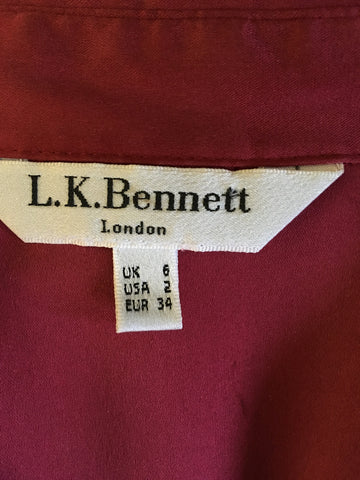 L.K.Bennett
London
UK 6
USA 2
EUR 34